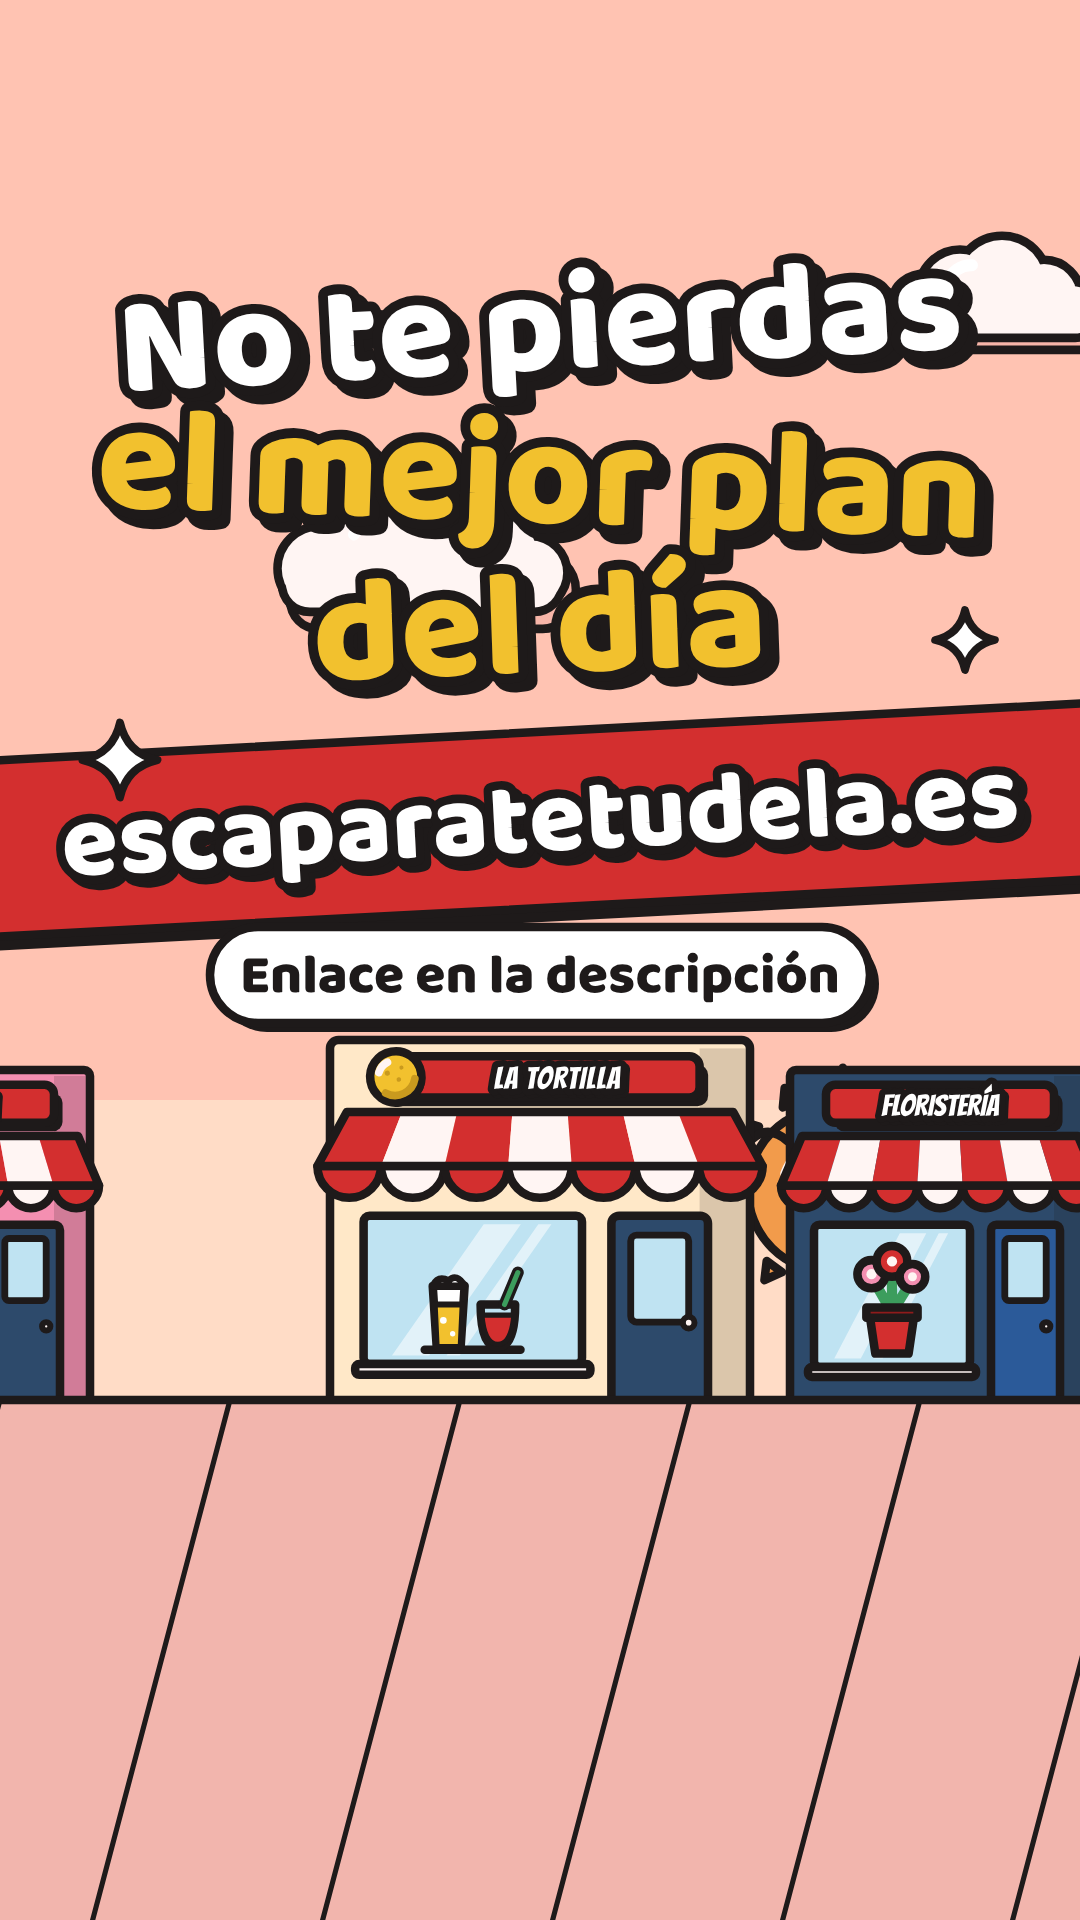 No te pierdas
el mejor plan
del día
escaparatetudela.es
Enlace en la descripción
LA TORTILLA
FLORISTERÍA